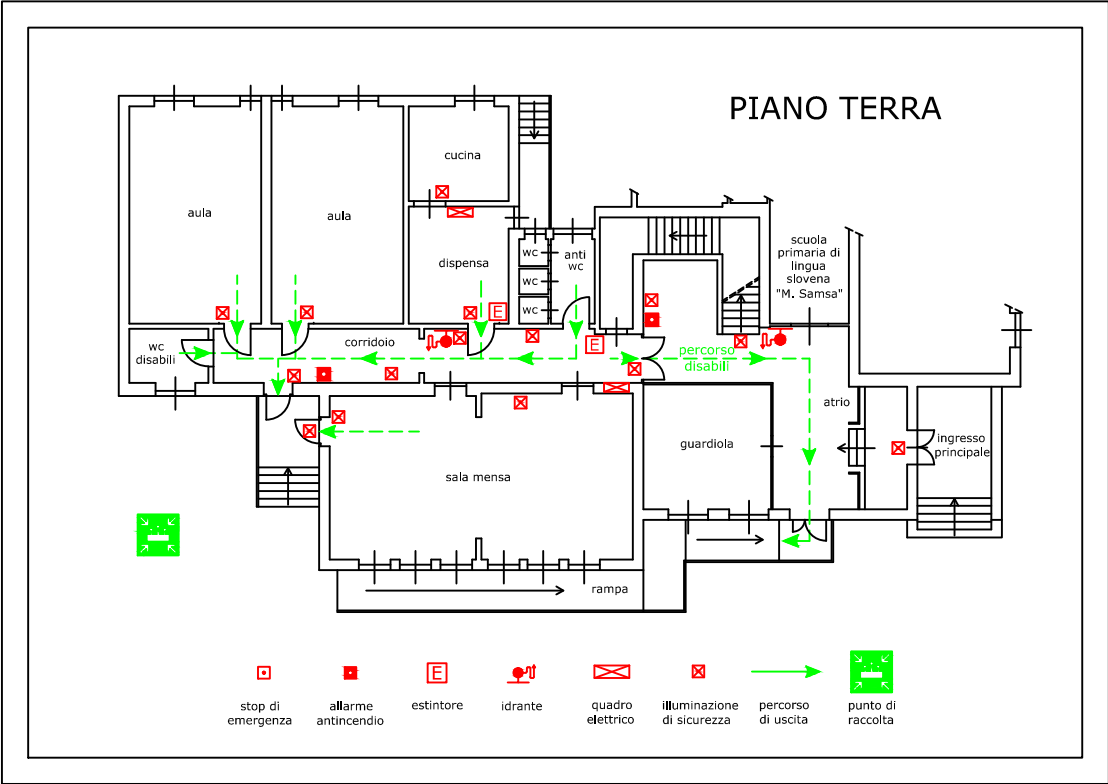 PIANO TERRA
cucina
aula
aula
scuola
primaria di
lingua
slovena
"M. Samsa"
wc
anti
wc
dispensa
wc
wc
E
wc
disabili
corridoio
E
percorso
disabili
atrio
guardiola
ingresso
principale
sala mensa
rampa
E
stop di
emergenza
allarme
antincendio
estintore
idrante
quadro
elettrico
illuminazione
di sicurezza
percorso
di uscita
punto di
raccolta